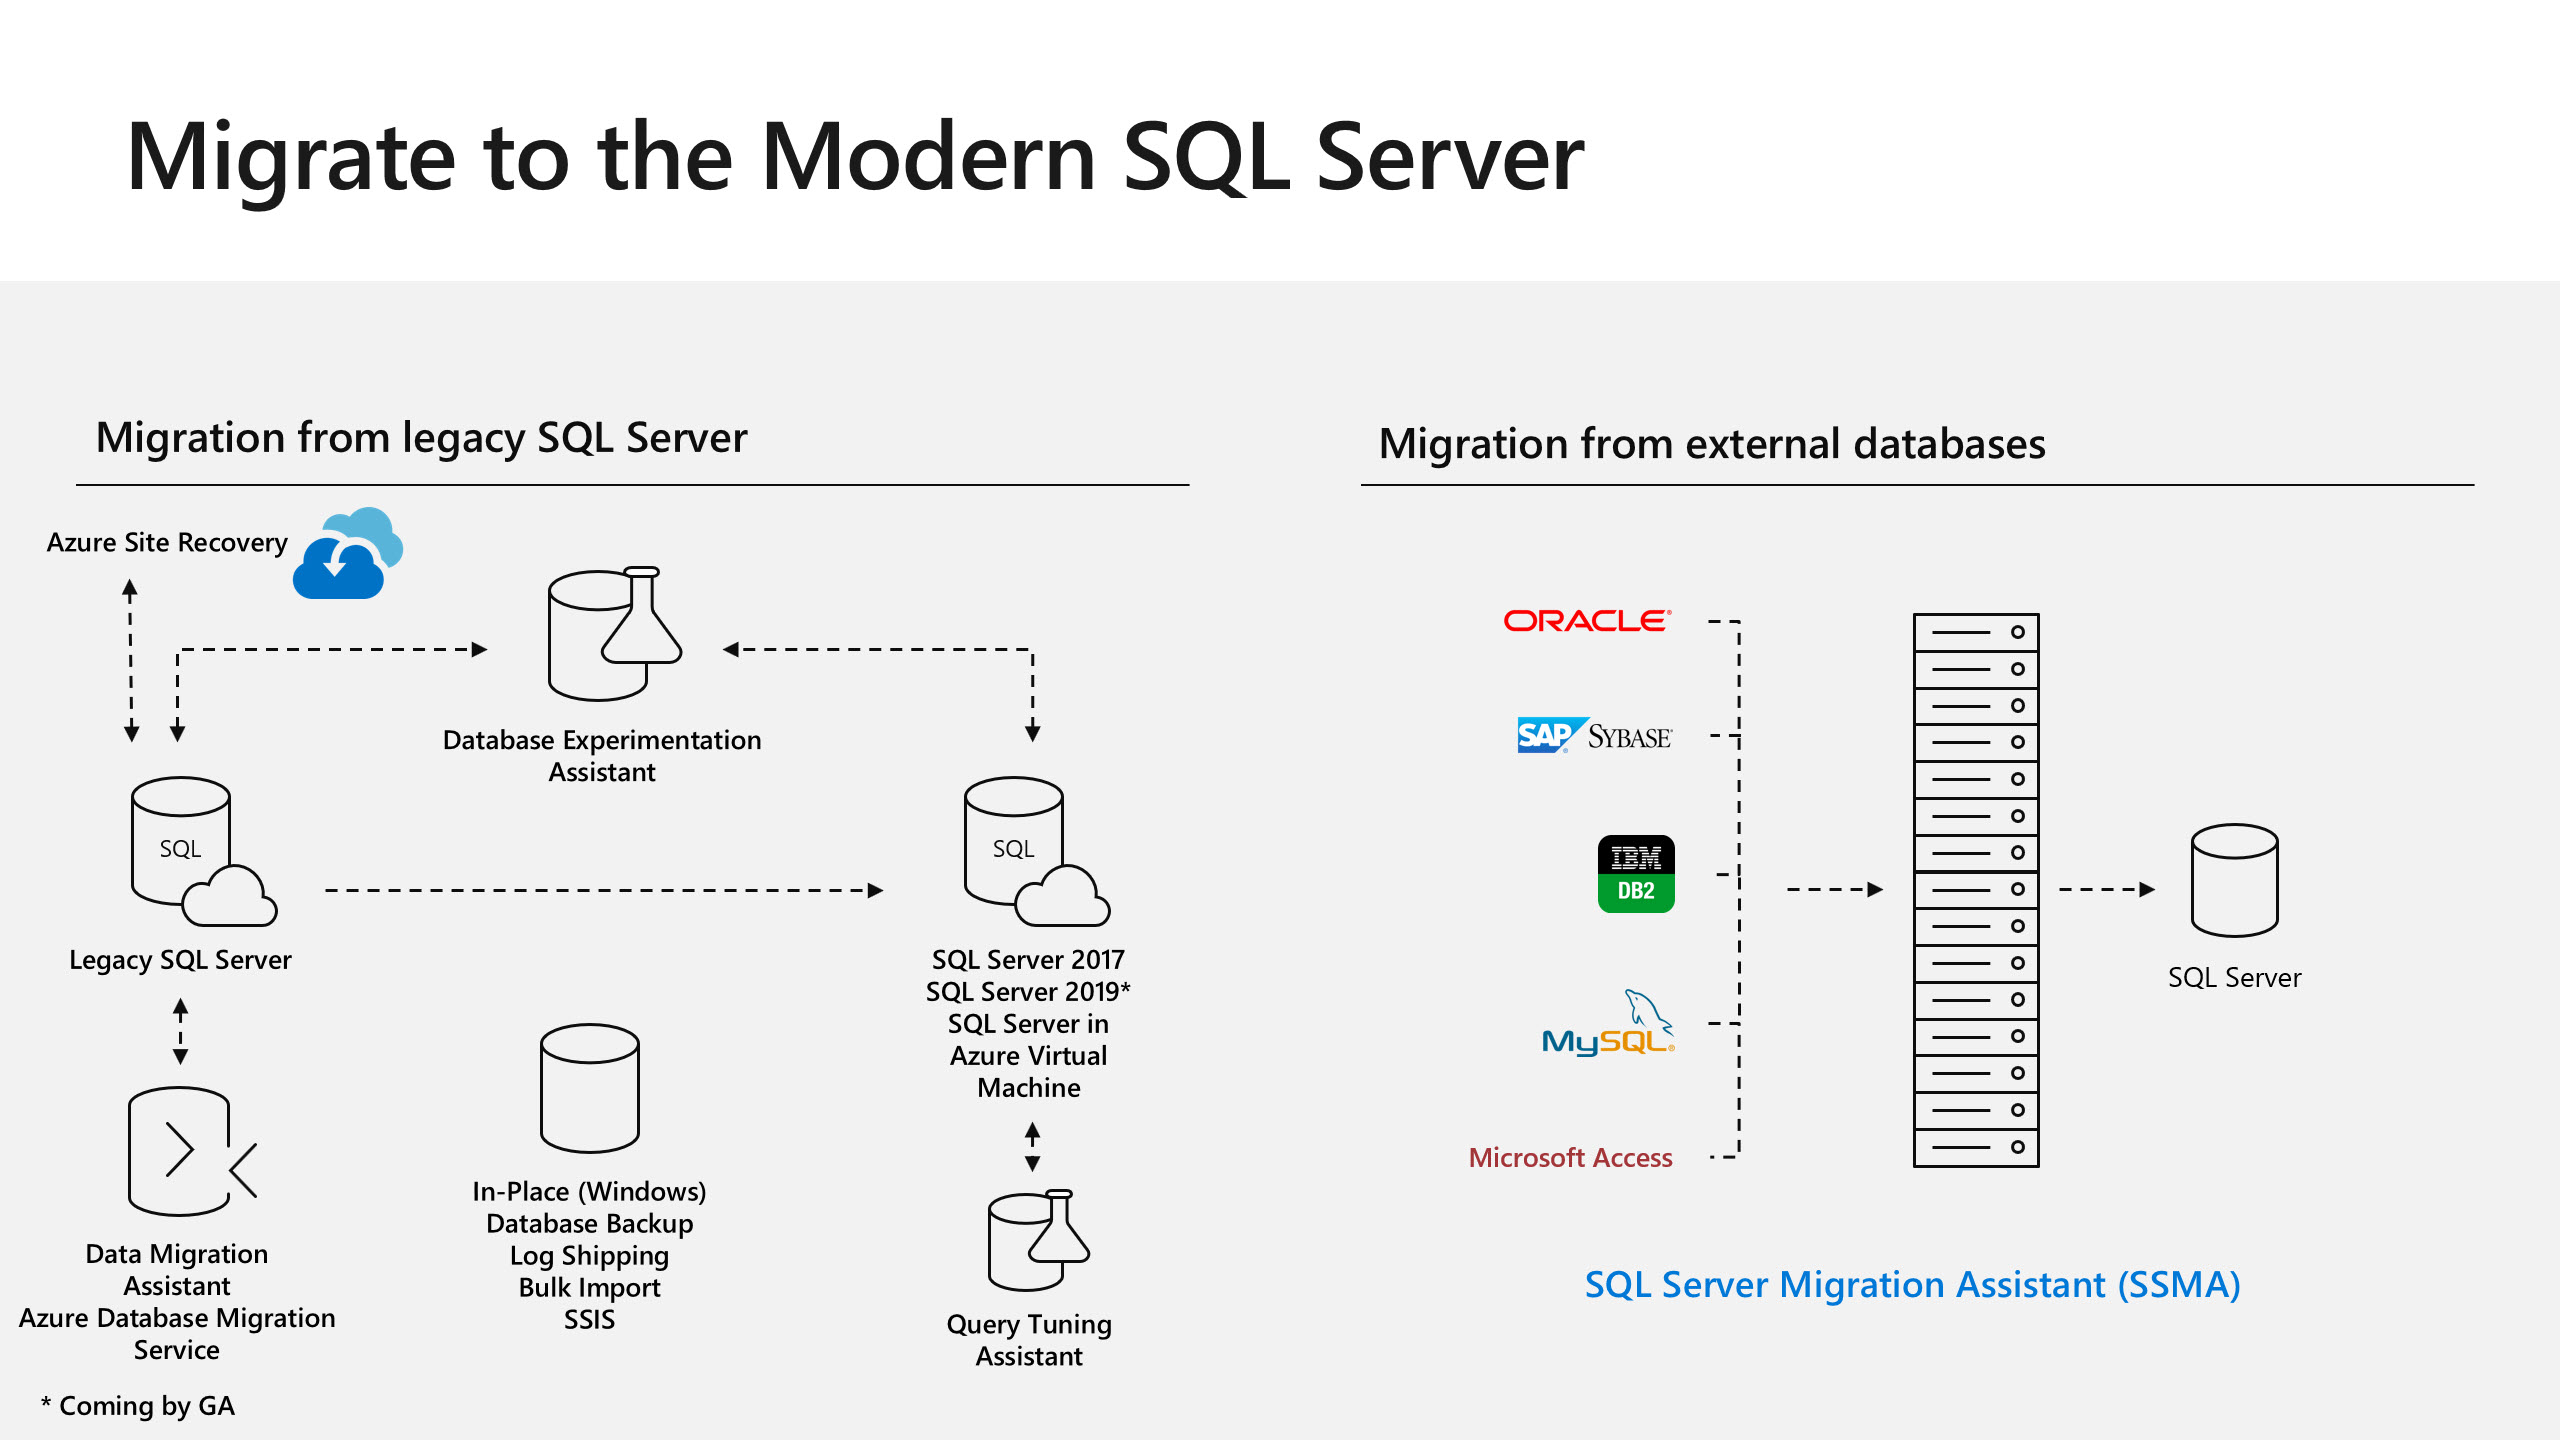 Migrate to the Modern SQL Server
Migration from legacy SQL Server
Azure Site Recovery
Database Experimentation
Assistant
SQL
Legacy SQL Server
SQL
SQL Server 2017
SQL Server 2019*
SQL Server in
Azure Virtual
Machine
Data Migration
Assistant
Azure Database Migration
Service
In-Place (Windows)
Database Backup
Log Shipping
Bulk Import
SSIS
Query Tuning
Assistant
* Coming by GA
Migration from external databases
ORACLE®
SAP® SYBASE®
IBM
DB2
MySQL®
Microsoft Access
SQL Server
SQL Server Migration Assistant (SSMA)